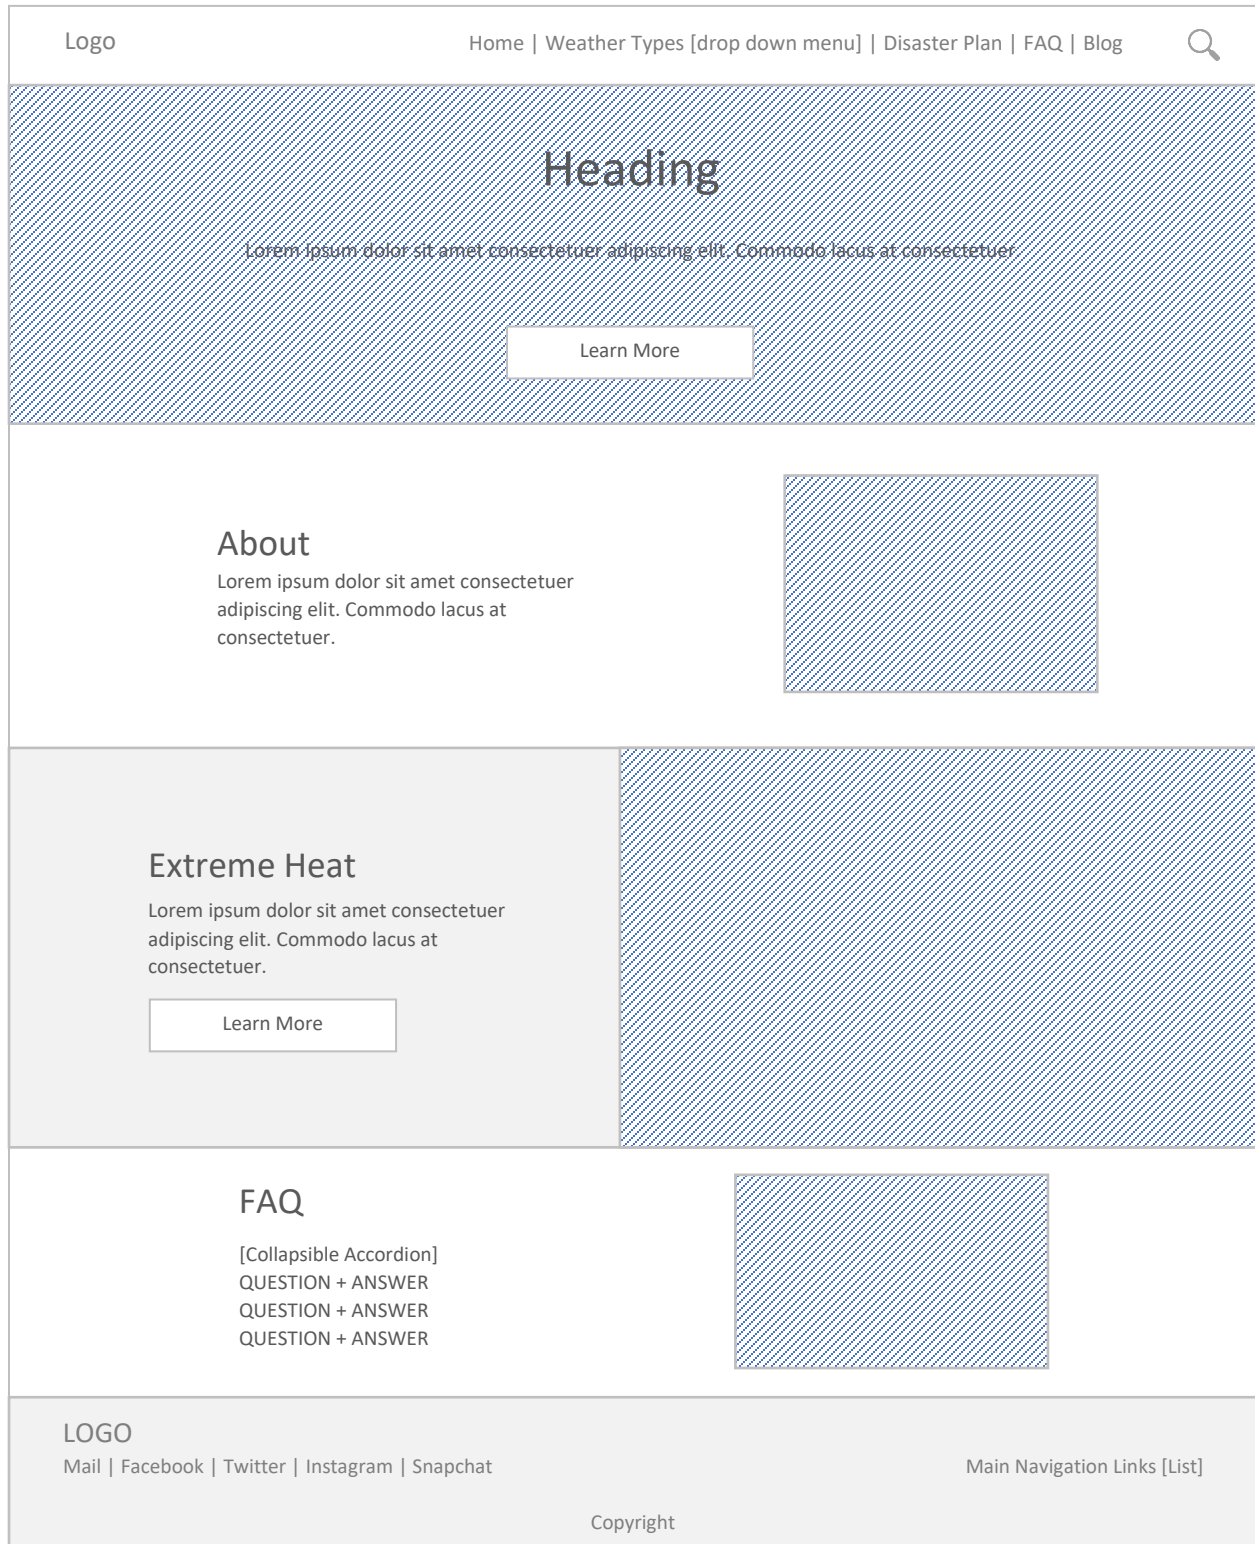 Logo
Home | Weather Types [drop down menu] | Disaster Plan | FAQ | Blog
Heading
Lorem ipsum dolor sit amet consectetuer adipiscing elit. Commodo lacus at consectetuer.
Learn More
About
Lorem ipsum dolor sit amet consectetuer
adipiscing elit. Commodo lacus at
consectetuer.
Extreme Heat
Lorem ipsum dolor sit amet consectetuer
adipiscing elit. Commodo lacus at
consectetuer.
Learn More
FAQ
[Collapsible Accordion]
QUESTION + ANSWER
QUESTION + ANSWER
QUESTION + ANSWER
LOGO
Mail | Facebook | Twitter | Instagram | Snapchat
Main Navigation Links [List]
Copyright